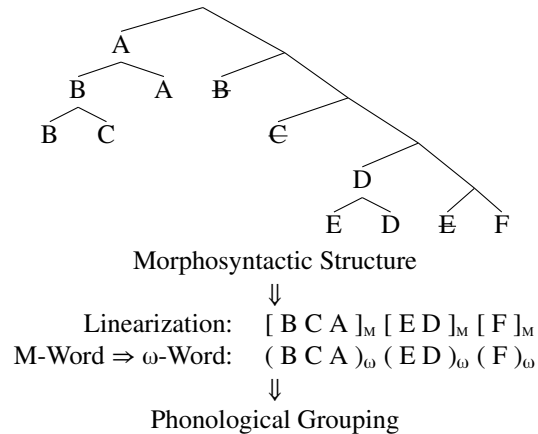 A
B A B
B C C
D
E D E F
Morphosyntactic Structure
⇓
Linearization: [ B C A ]M [ E D ]M [ F ]M
M-Word ⇒ ω-Word: ( B C A )ω ( E D )ω ( F )ω
⇓
Phonological Grouping